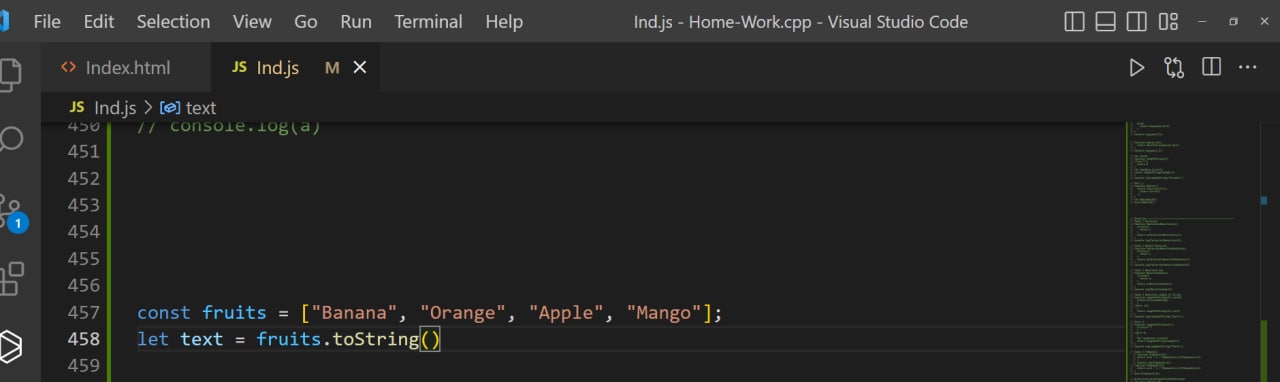 File Edit Selection View Go Run Terminal Help Ind.js - Home-Work.cpp - Visual Studio Code
Index.html JS Ind.js M
JS Ind.js > text
450 // console.log(a)
451
452
453
454
455
456
457 const fruits = ["Banana", "Orange", "Apple", "Mango"];
458 let text = fruits.toString()
459
1